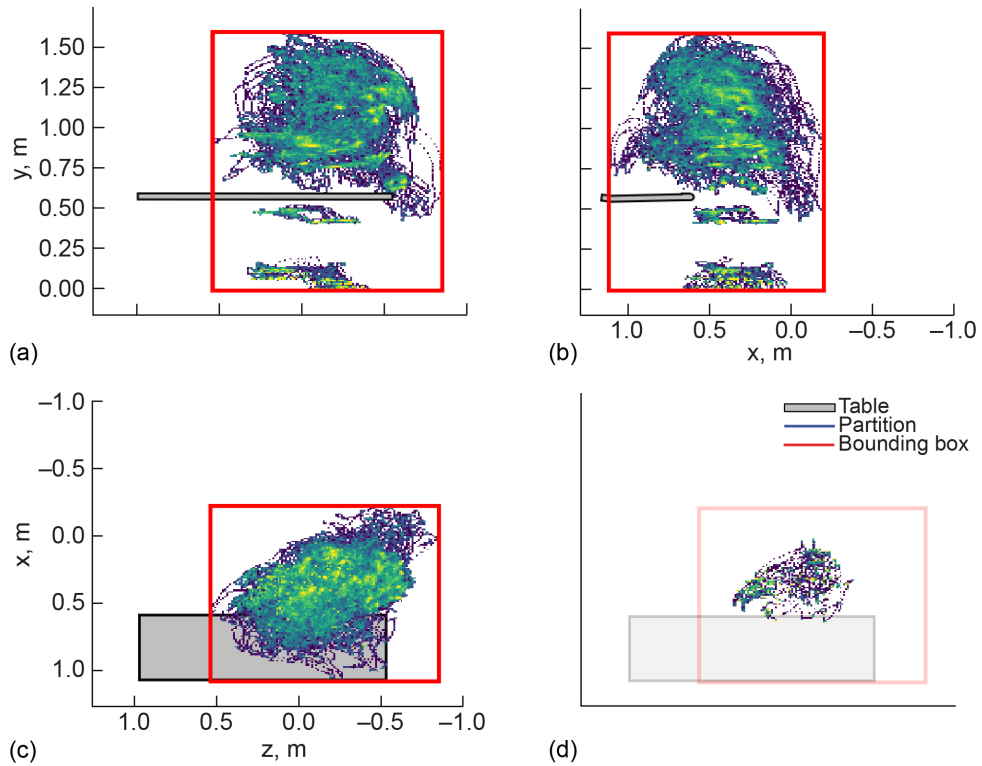 1.50
1.25
1.00
0.75
0.50
0.25
0.00
y, m
(a)
1.0 0.5 0.0 –0.5 –1.0
x, m
(b)
–1.0
–0.5
0.0
0.5
1.0
x, m
1.0 0.5 0.0 –0.5 –1.0
z, m
(c)
Table
Partition
Bounding box
(d)